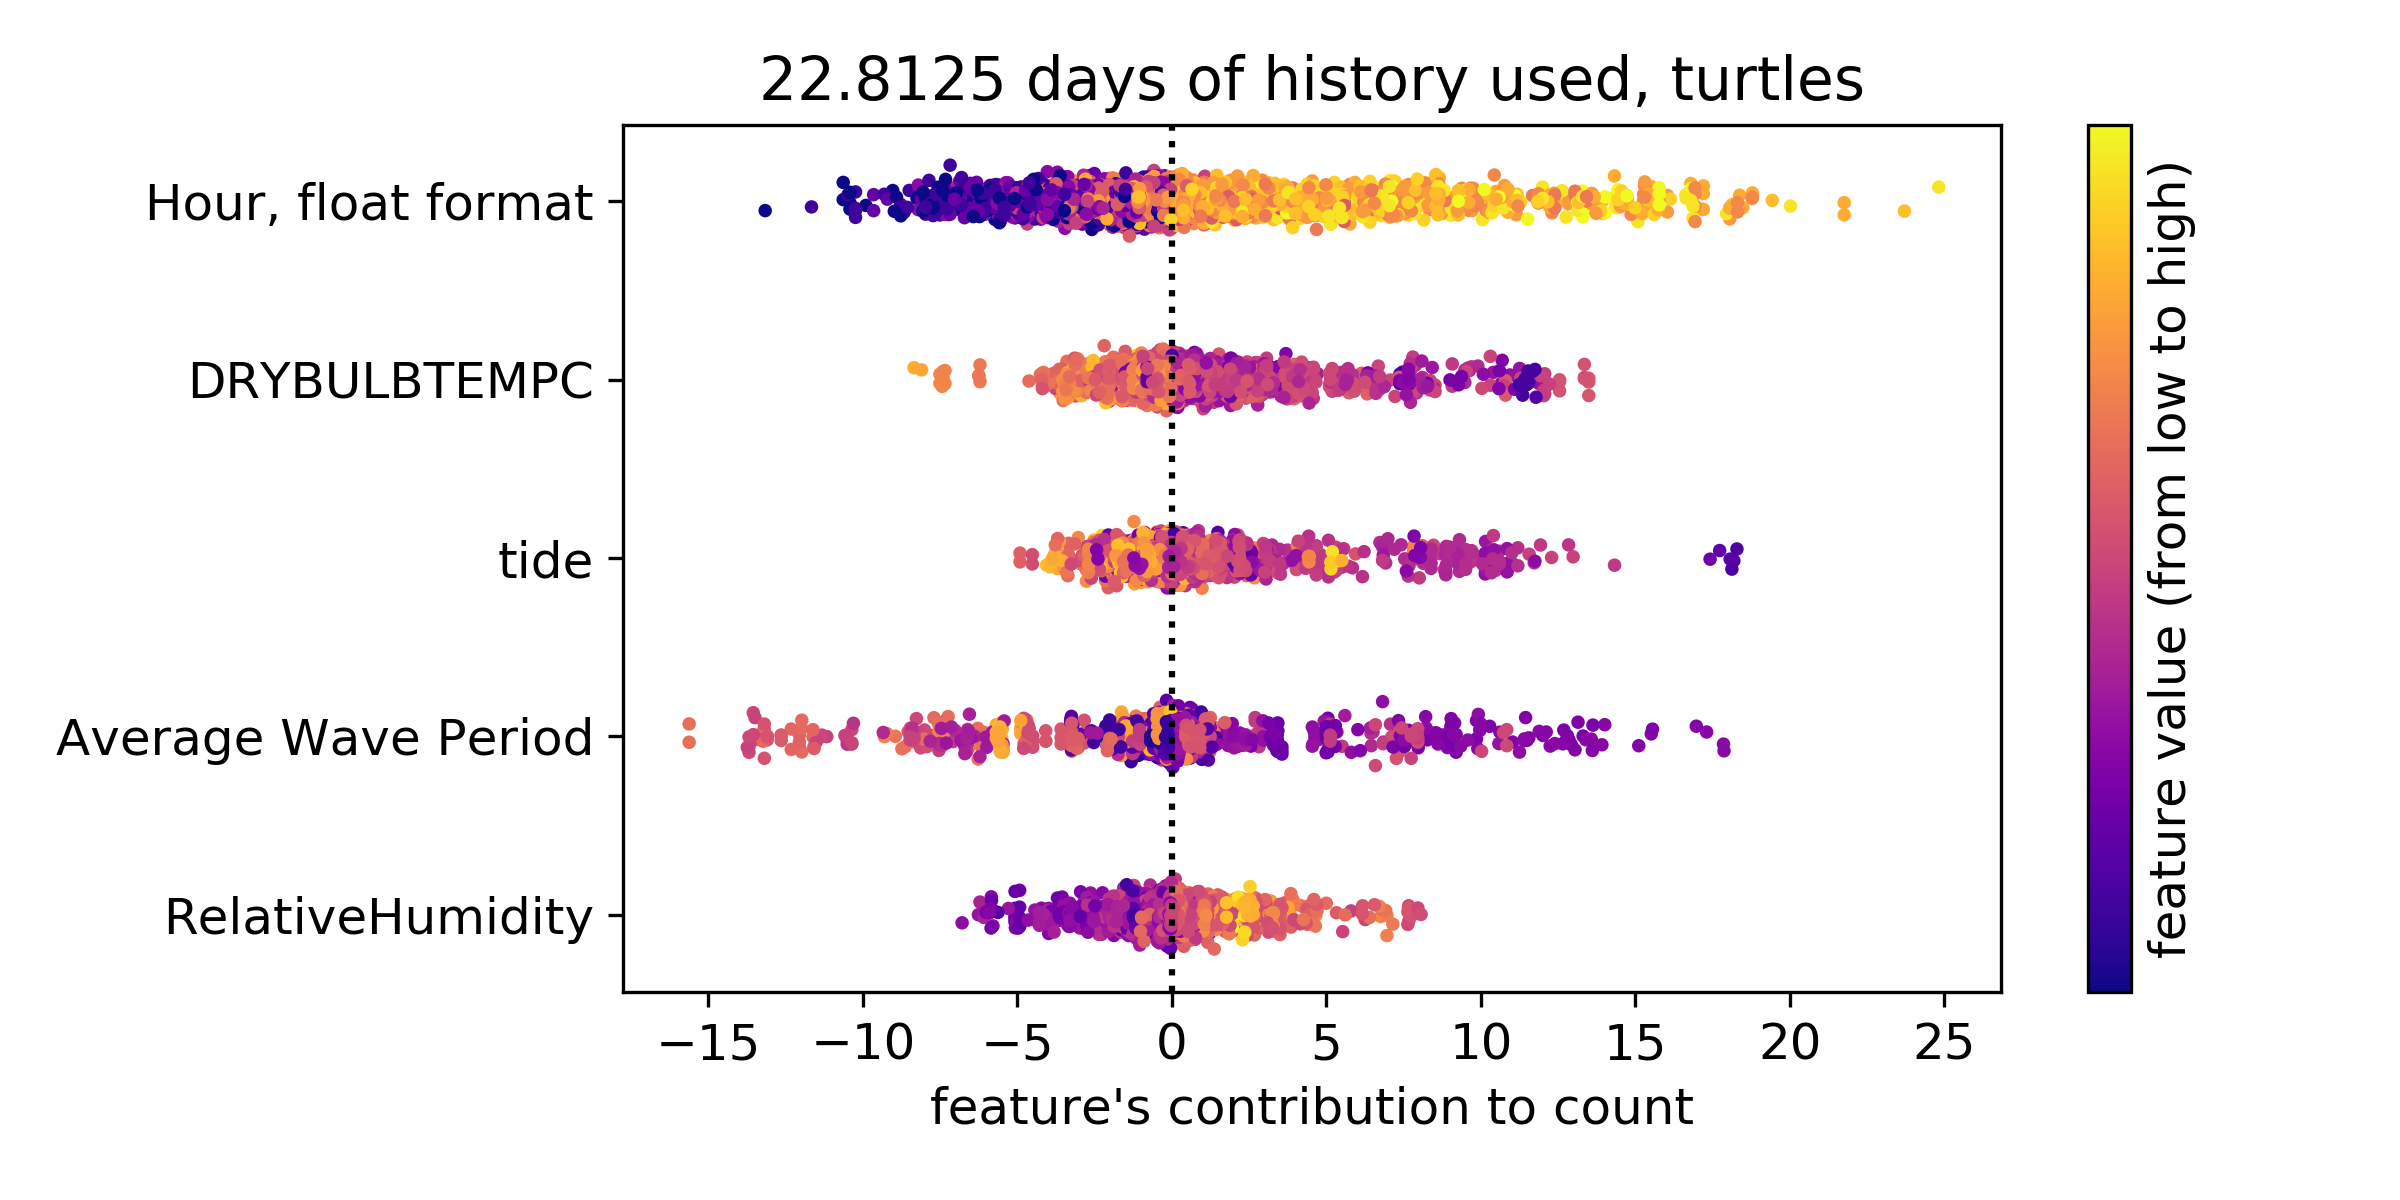 22.8125 days of history used, turtles
Hour, float format
DRYBULBTEMPC
tide
Average Wave Period
RelativeHumidity
−15 −10 −5 0 5 10 15 20 25
feature's contribution to count
feature value (from low to high)